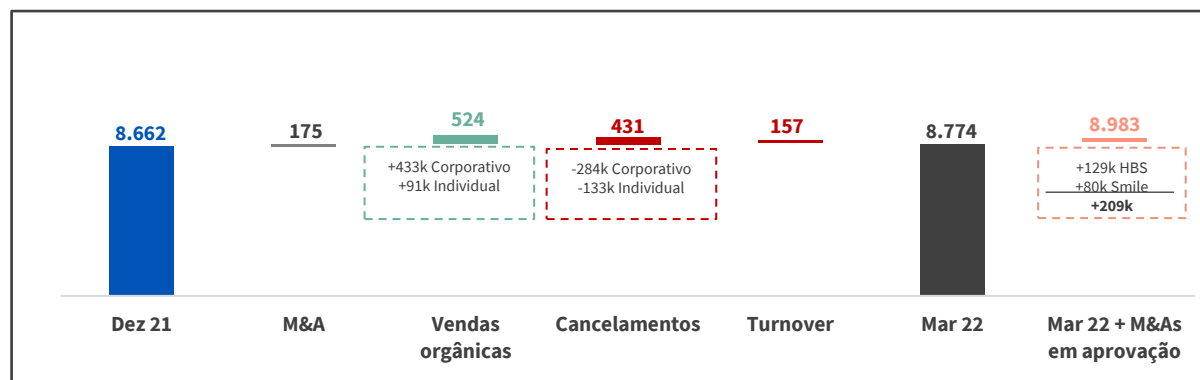 8.662
175
524
431
157
8.774
8.983
+433k Corporativo
+91k Individual
-284k Corporativo
-133k Individual
+129k HBS
+80k Smile
+209k
Dez 21
M&A
Vendas
orgânicas
Cancelamentos
Turnover
Mar 22
Mar 22 + M&As
em aprovação